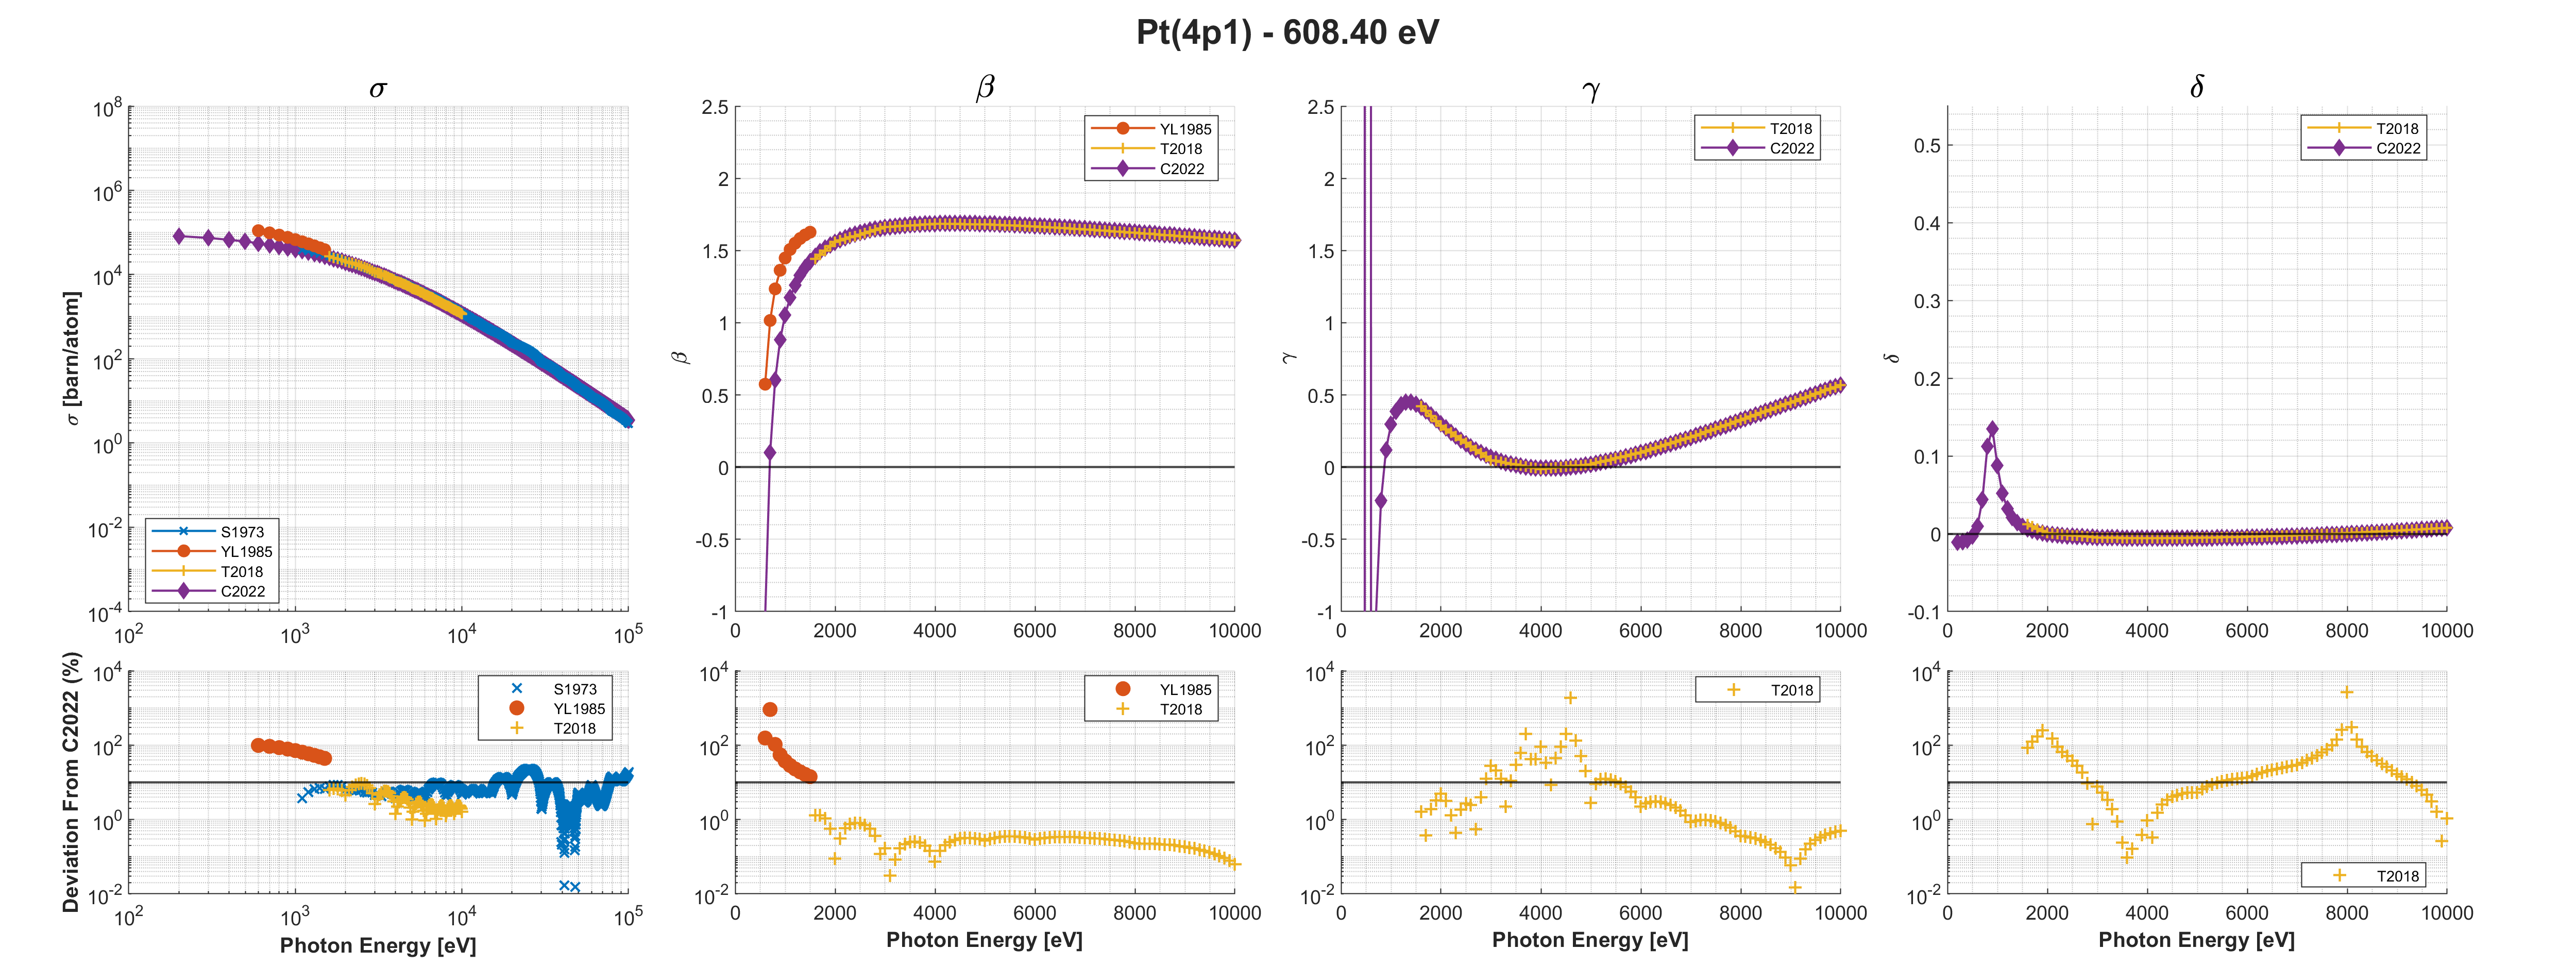 Pt(4p1) - 608.40 eV
σ
10^8
10^6
10^4
10^2
10^0
10^-2
10^-4
σ [barn/atom]
S1973
YL1985
T2018
C2022
10^2 10^3 10^4 10^5
β
2.5
2
1.5
1
0.5
0
-0.5
-1
β
YL1985
T2018
C2022
0 2000 4000 6000 8000 10000
γ
2.5
2
1.5
1
0.5
0
-0.5
-1
γ
T2018
C2022
0 2000 4000 6000 8000 10000
δ
0.5
0.4
0.3
0.2
0.1
0
-0.1
δ
T2018
C2022
0 2000 4000 6000 8000 10000
Deviation From C2022 (%)
10^4
10^2
10^0
10^-2
S1973
YL1985
T2018
10^2 10^3 10^4 10^5
Photon Energy [eV]
10^4
10^2
10^0
10^-2
YL1985
T2018
0 2000 4000 6000 8000 10000
Photon Energy [eV]
10^4
10^2
10^0
10^-2
T2018
0 2000 4000 6000 8000 10000
Photon Energy [eV]
10^4
10^2
10^0
10^-2
T2018
0 2000 4000 6000 8000 10000
Photon Energy [eV]